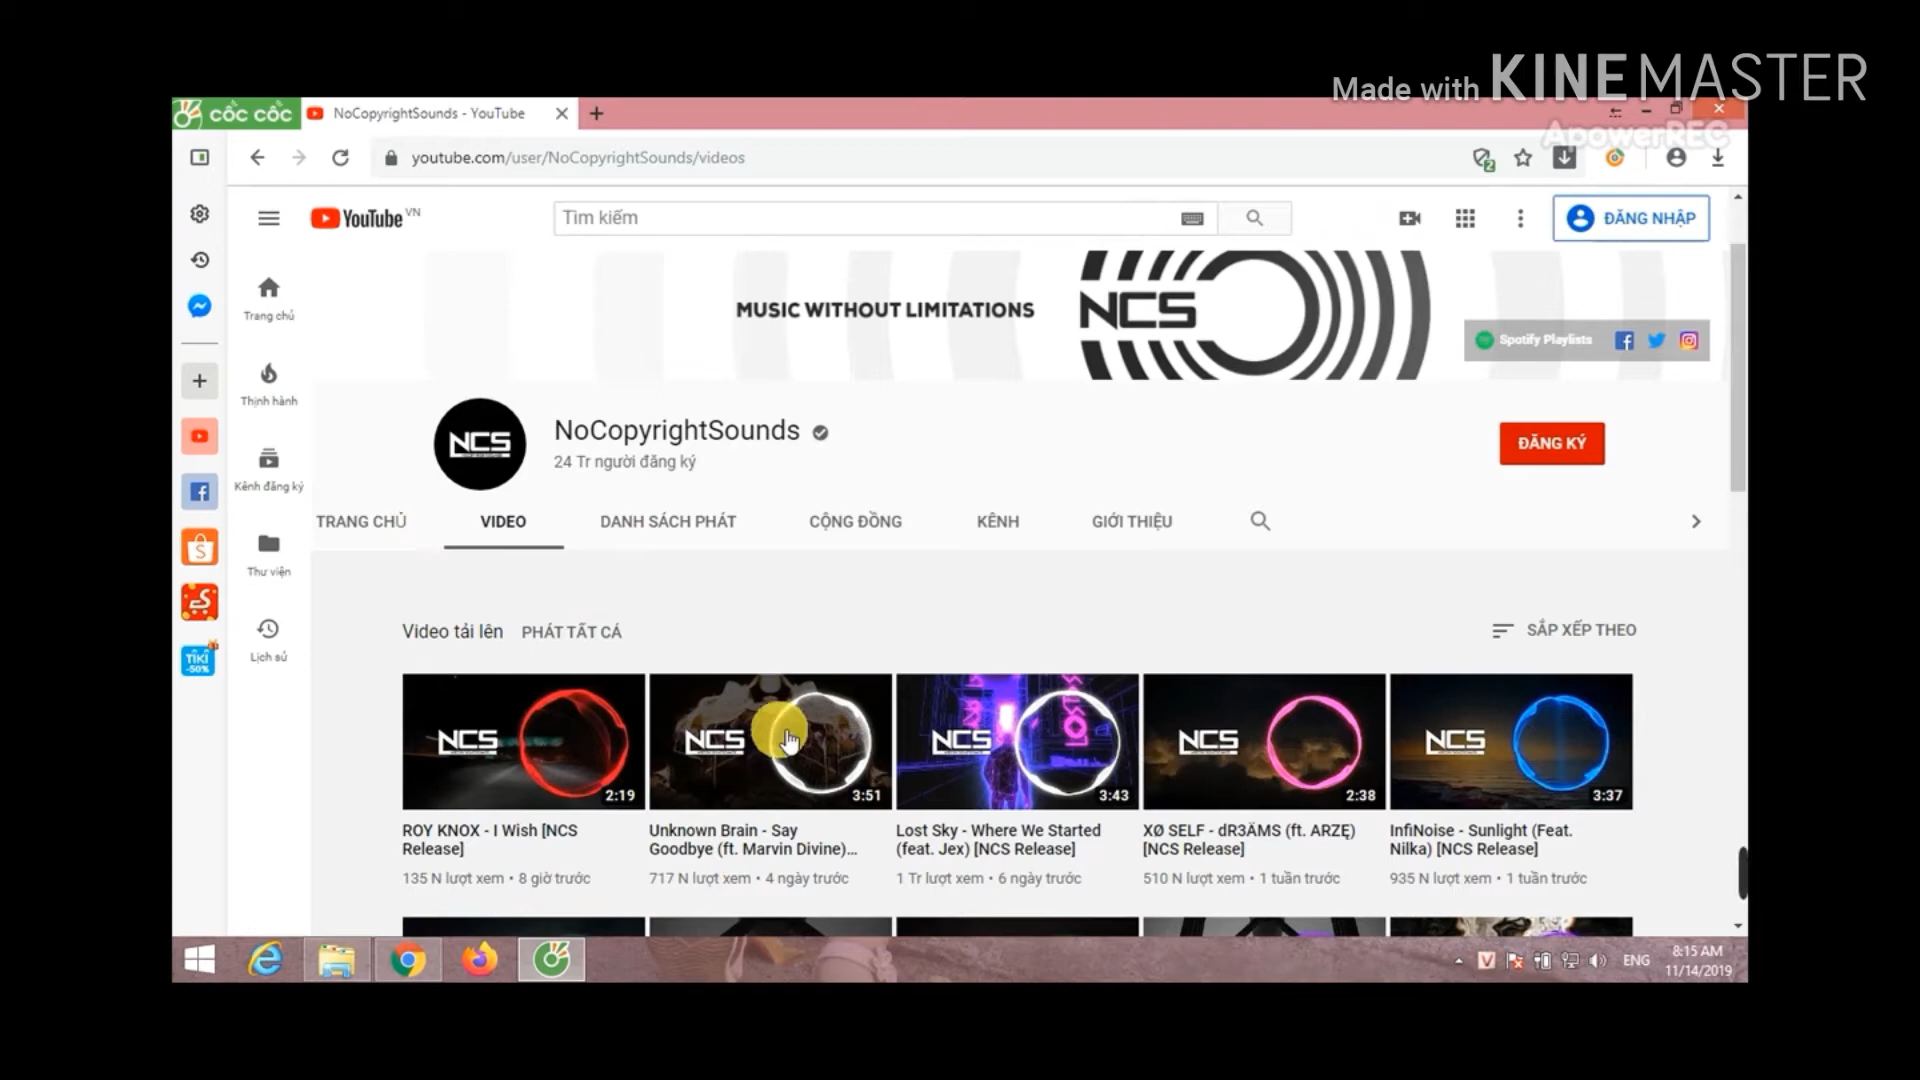 Made with KINEMASTER
ApowerREC
cốc cốc
NoCopyrightSounds - YouTube
youtube.com/user/NoCopyrightSounds/videos
2
YouTube VN
Tìm kiếm
ĐĂNG NHẬP
Trang chủ
Thịnh hành
Kênh đăng ký
Thư viện
Lịch sử
TIKI
-50%
MUSIC WITHOUT LIMITATIONS
NCS
Spotify Playlists
NCS
NoCopyrightSounds
24 Tr người đăng ký
ĐĂNG KÝ
TRANG CHỦ
VIDEO
DANH SÁCH PHÁT
CỘNG ĐỒNG
KÊNH
GIỚI THIỆU
Video tải lên
PHÁT TẤT CẢ
SẮP XẾP THEO
NCS
2:19
NCS
3:51
NCS
3:43
NCS
2:38
NCS
3:37
ROY KNOX - I Wish [NCS
Release]
135 N lượt xem • 8 giờ trước
Unknown Brain - Say
Goodbye (ft. Marvin Divine)...
717 N lượt xem • 4 ngày trước
Lost Sky - Where We Started
(feat. Jex) [NCS Release]
1 Tr lượt xem • 6 ngày trước
XØ SELF - dR3ÄMS (ft. ARZĘ)
[NCS Release]
510 N lượt xem • 1 tuần trước
InfiNoise - Sunlight (Feat.
Nilka) [NCS Release]
935 N lượt xem • 1 tuần trước
ENG
8:15 AM
11/14/2019